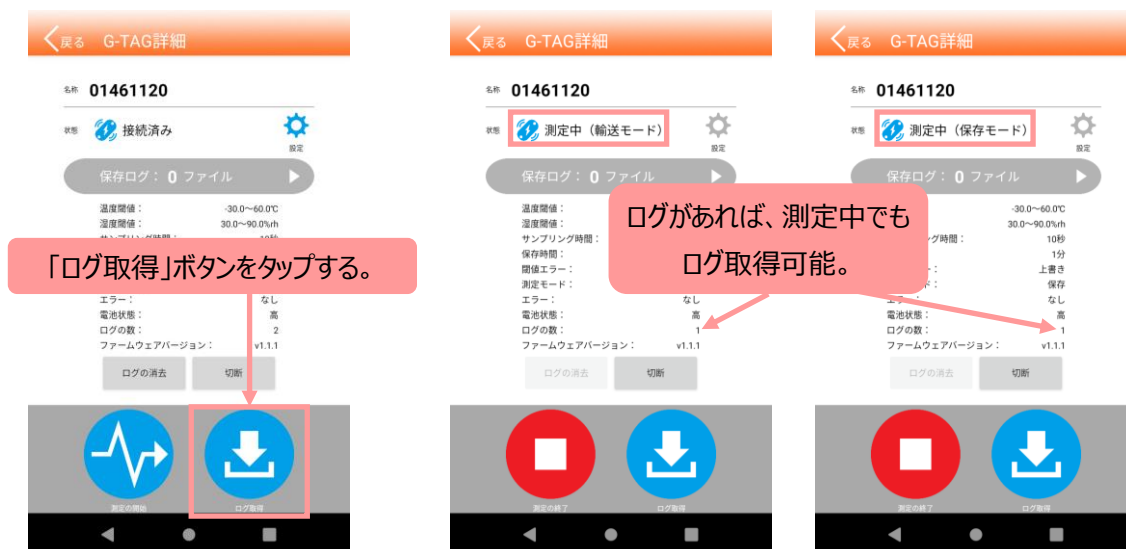 戻る G-TAG詳細
名称 01461120
状態 接続済み
設定
保存ログ： 0 ファイル
温度閾値： -30.0～60.0℃
湿度閾値： 30.0～90.0%rh
「ログ取得」ボタンをタップする。
エラー： なし
電池状態： 高
ログの数： 2
ファームウェアバージョン： v1.1.1
ログの消去 切断
測定の開始 ログ取得
戻る G-TAG詳細
名称 01461120
状態 測定中（輸送モード）
設定
保存ログ： 0 ファイル
温度閾値：
湿度閾値：
サンプリング時間：
保存時間：
閾値エラー：
測定モード：
エラー： なし
電池状態： 高
ログの数： 1
ファームウェアバージョン： v1.1.1
ログの消去 切断
測定の終了 ログ取得
ログがあれば、測定中でも
ログ取得可能。
戻る G-TAG詳細
名称 01461120
状態 測定中（保存モード）
設定
保存ログ： 0 ファイル
-30.0～60.0℃
30.0～90.0%rh
グ時間： 10秒
1分
上書き
保存
なし
電池状態： 高
ログの数： 1
ファームウェアバージョン： v1.1.1
ログの消去 切断
測定の終了 ログ取得